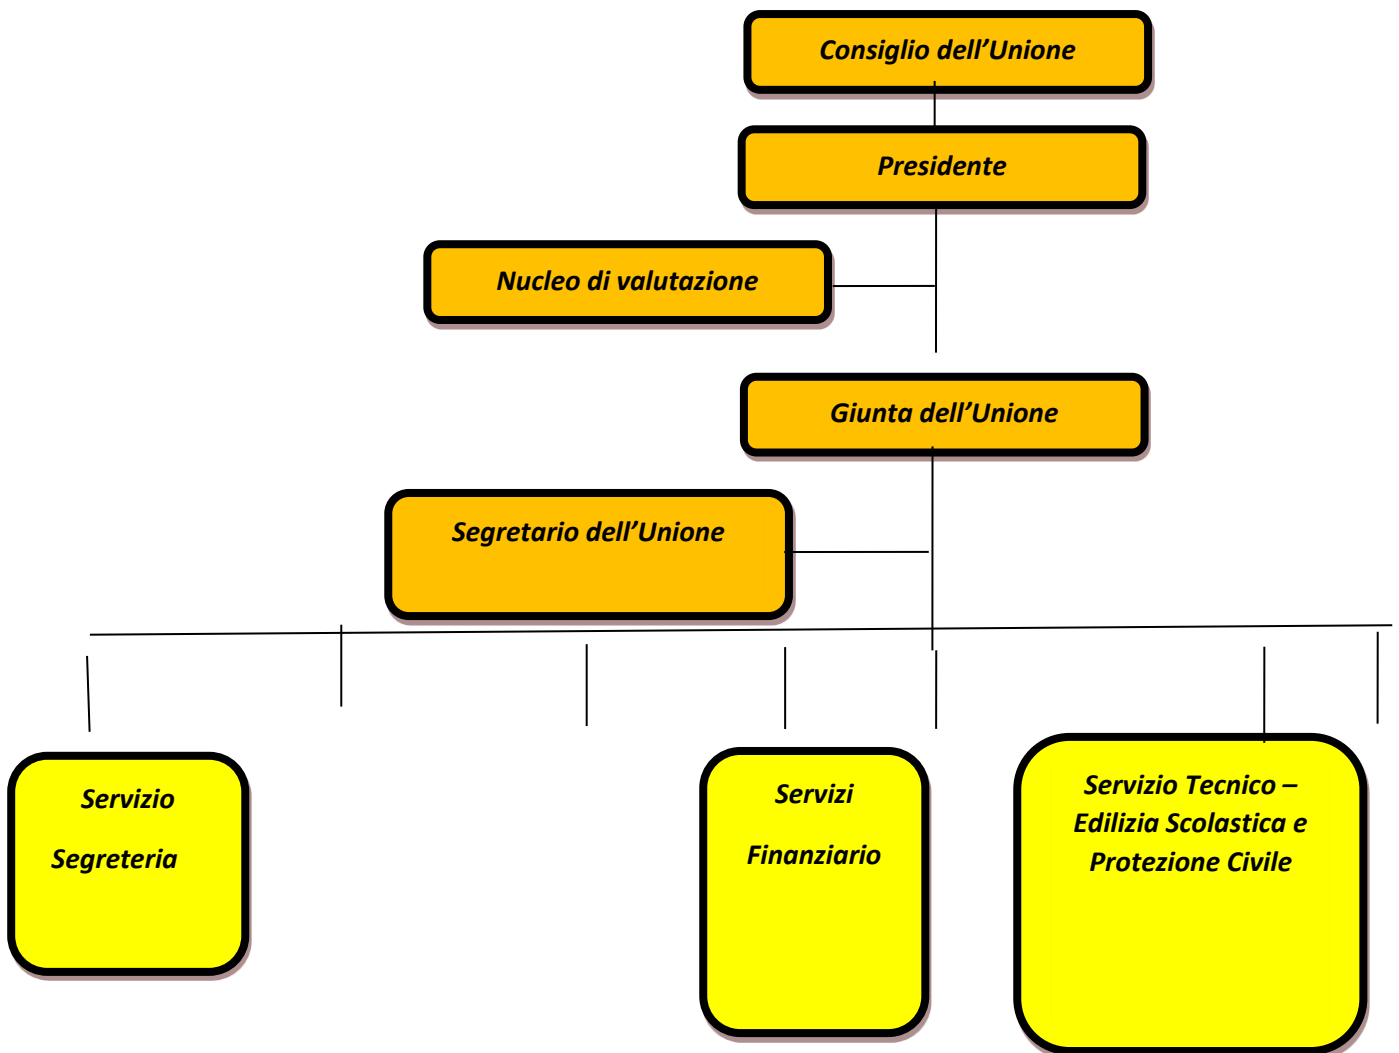 Consiglio dell’Unione
Presidente
Nucleo di valutazione
Giunta dell’Unione
Segretario dell’Unione
Servizio
Segreteria
Servizi
Finanziario
Servizio Tecnico –
Edilizia Scolastica e
Protezione Civile